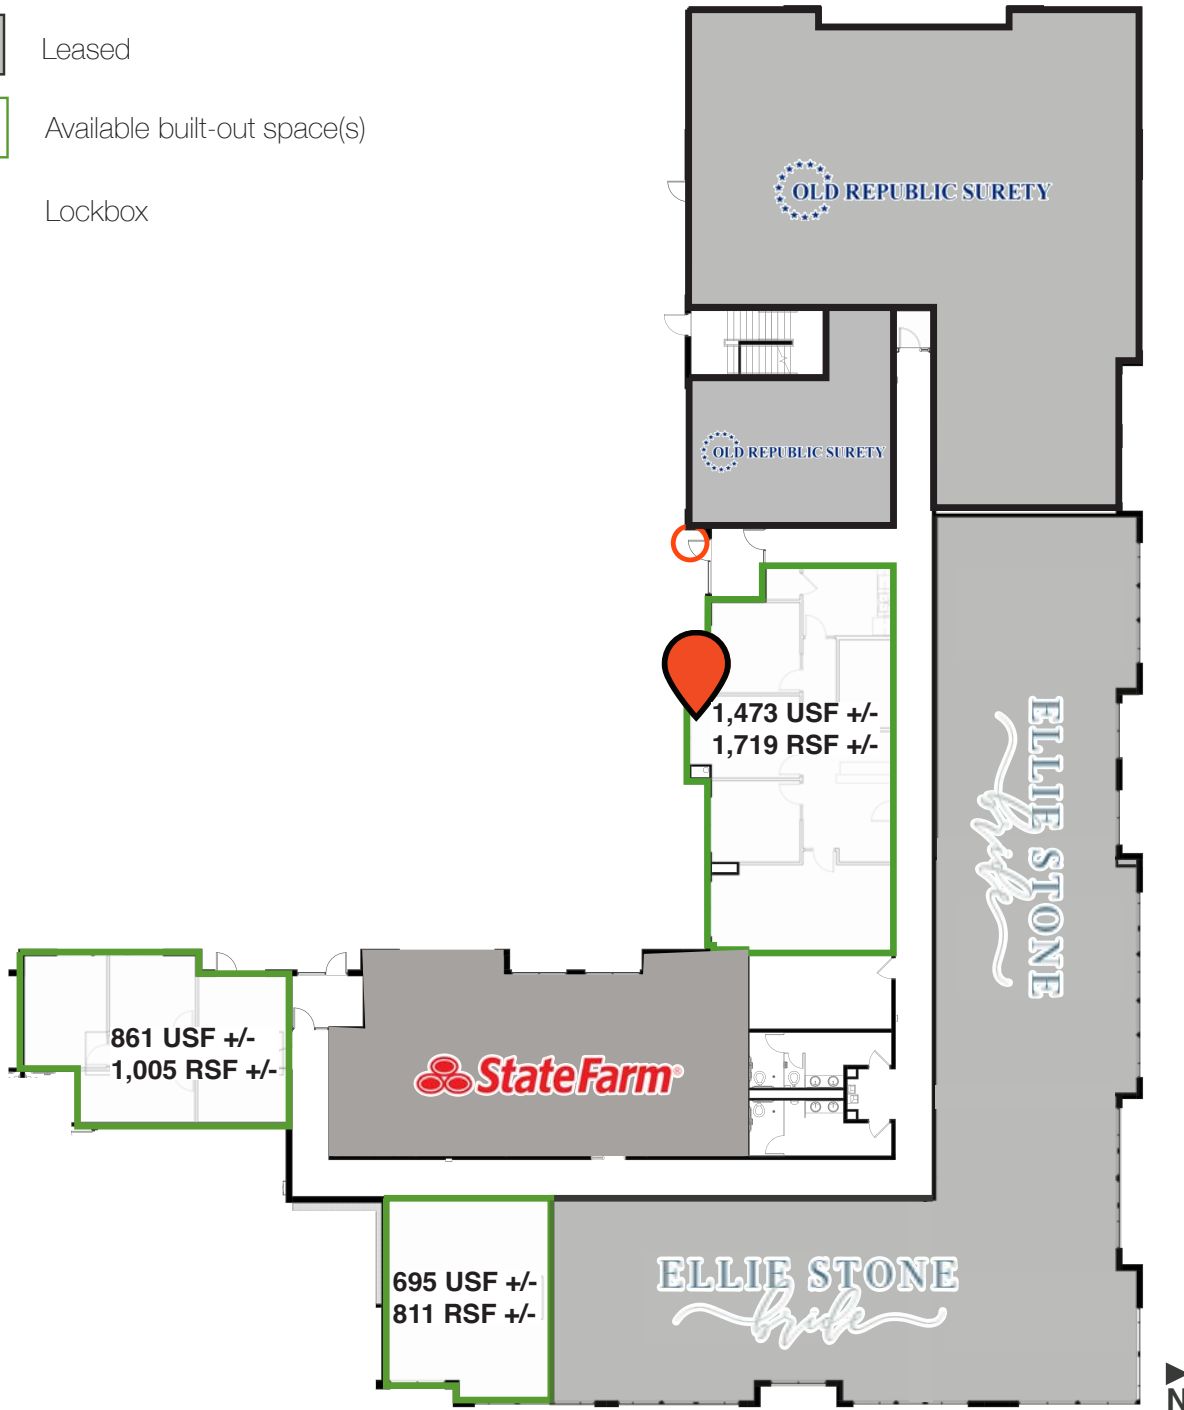 Leased
Available built-out space(s)
Lockbox
OLD REPUBLIC SURETY
OLD REPUBLIC SURETY
1,473 USF +/-
1,719 RSF +/-
ELLIE STONE
bride
861 USF +/-
1,005 RSF +/-
StateFarm®
695 USF +/-
811 RSF +/-
ELLIE STONE
bride
N